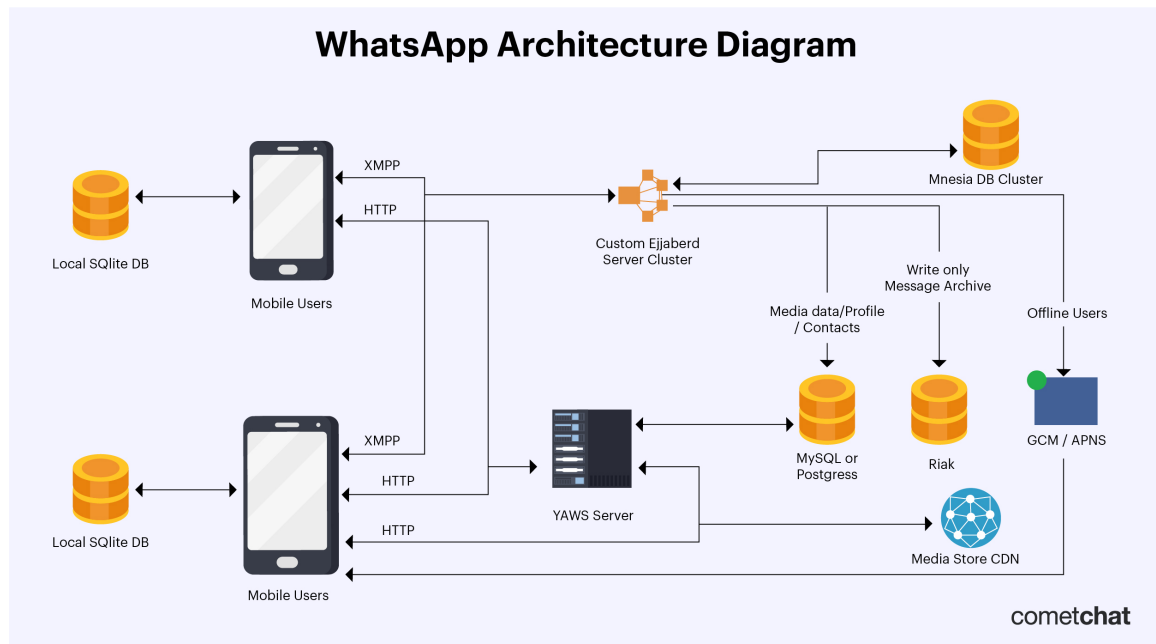 WhatsApp Architecture Diagram
XMPP
HTTP
Local SQlite DB
Mobile Users
Custom Ejjaberd
Server Cluster
Mnesia DB Cluster
Write only
Message Archive
Media data/Profile
/ Contacts
Offline Users
XMPP
HTTP
HTTP
Local SQlite DB
Mobile Users
YAWS Server
MySQL or
Postgress
Riak
GCM / APNS
Media Store CDN
cometchat